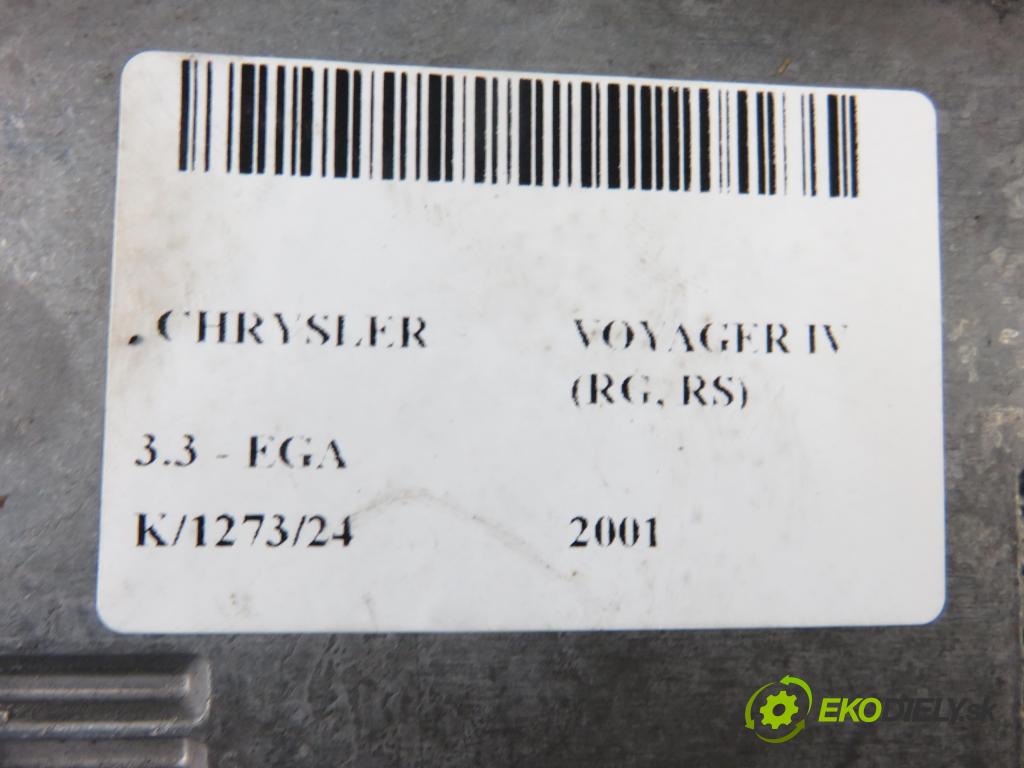 . CHRYSLER VOYAGER IV
(RG, RS)
3.3 - EGA
K/1273/24 2001
EKODIELY.sk